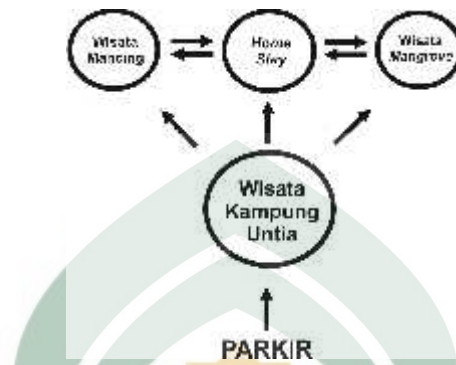 Wisata
Mancing
Home
Stay
Wisata
Mangrove
Wisata
Kampung
Untia
PARKIR